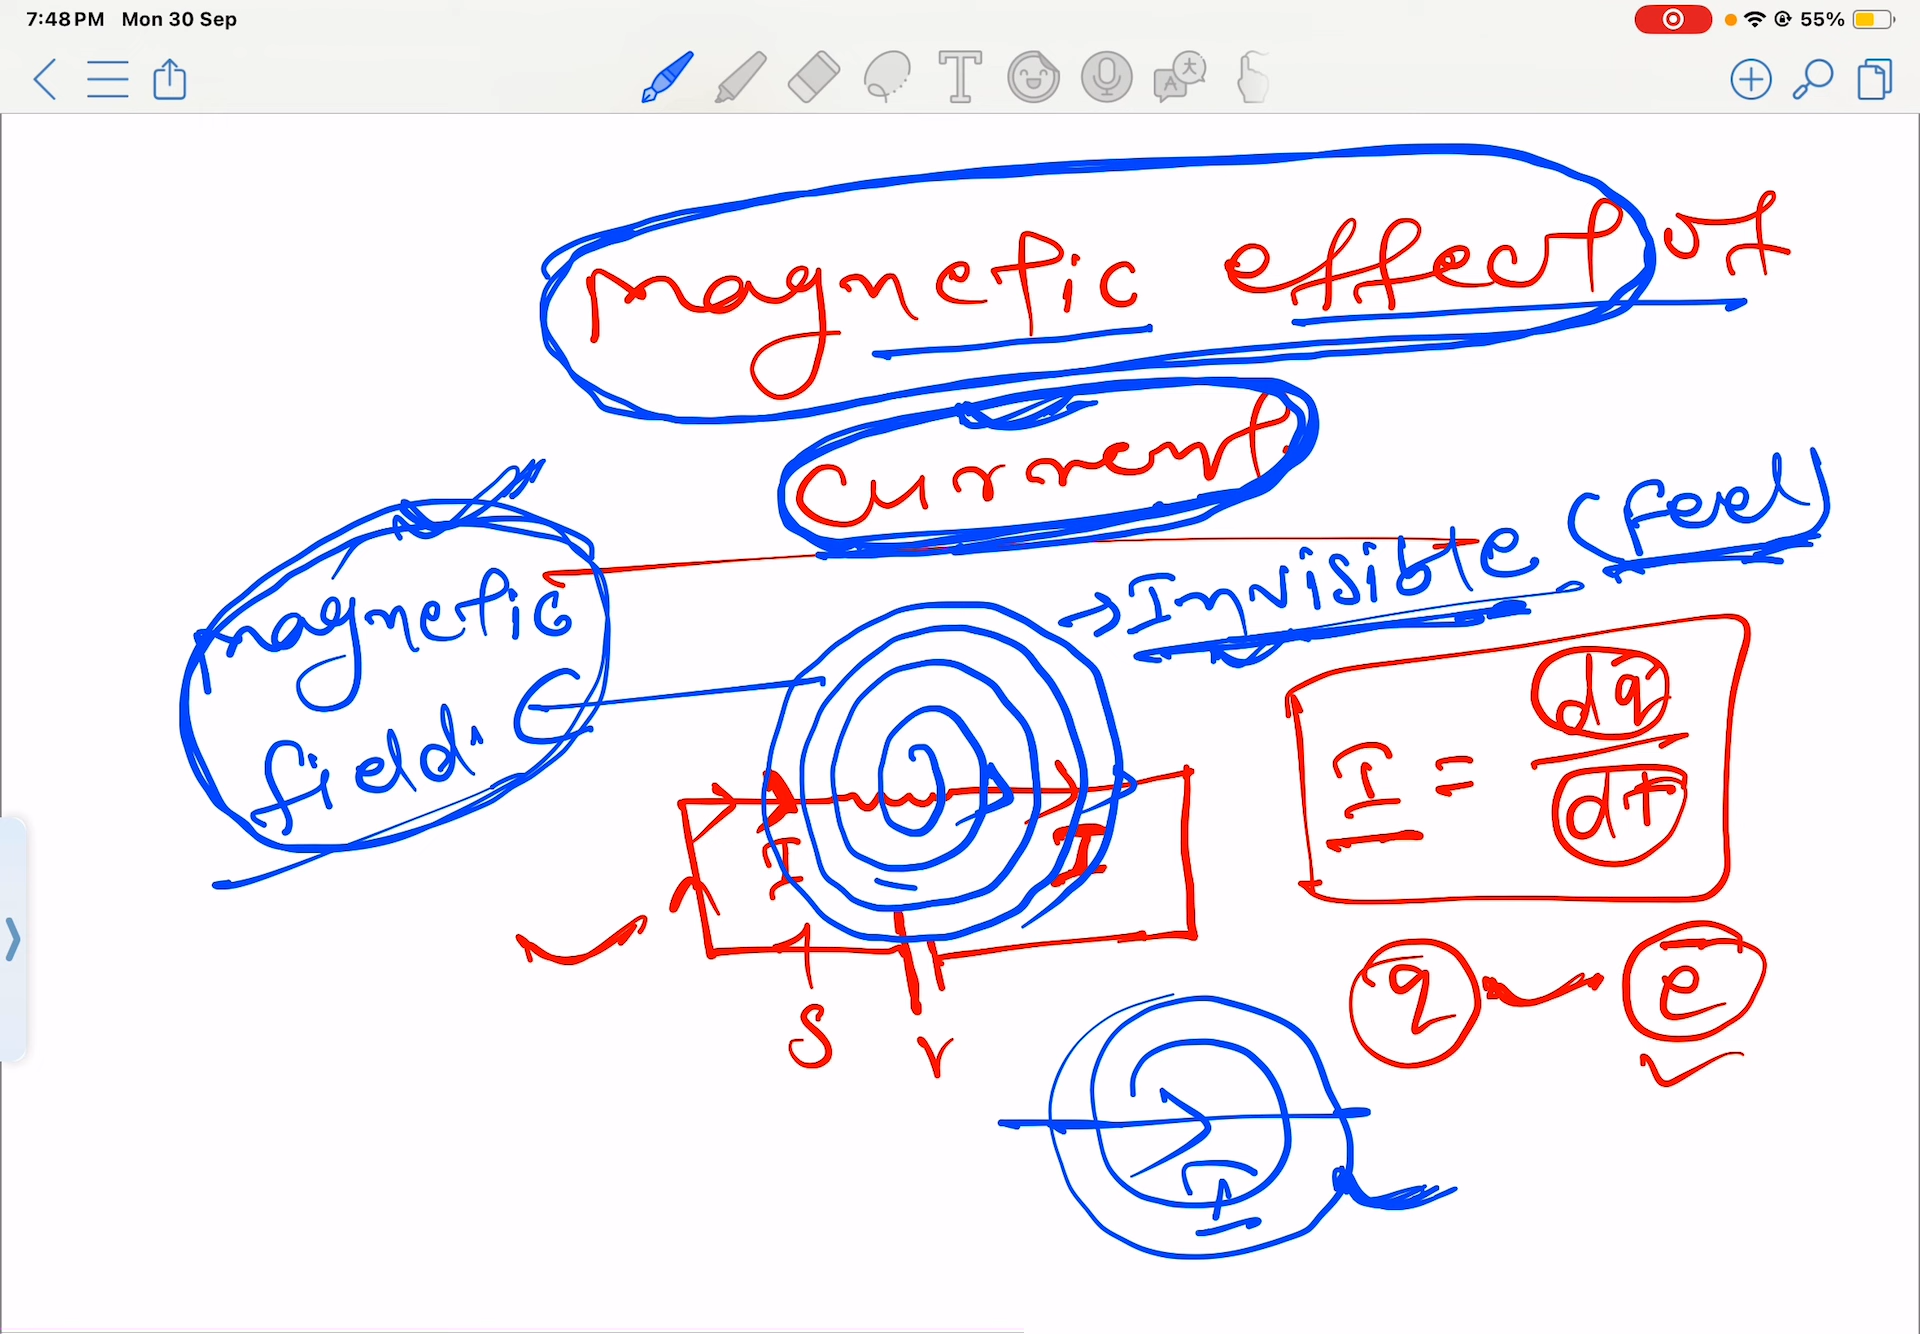 7:48 PM Mon 30 Sep
55%
magnetic effect of
current
magnetic
field.
→ Invisible (feel)
I = dq
dt
I
I
S
V
q
e
I